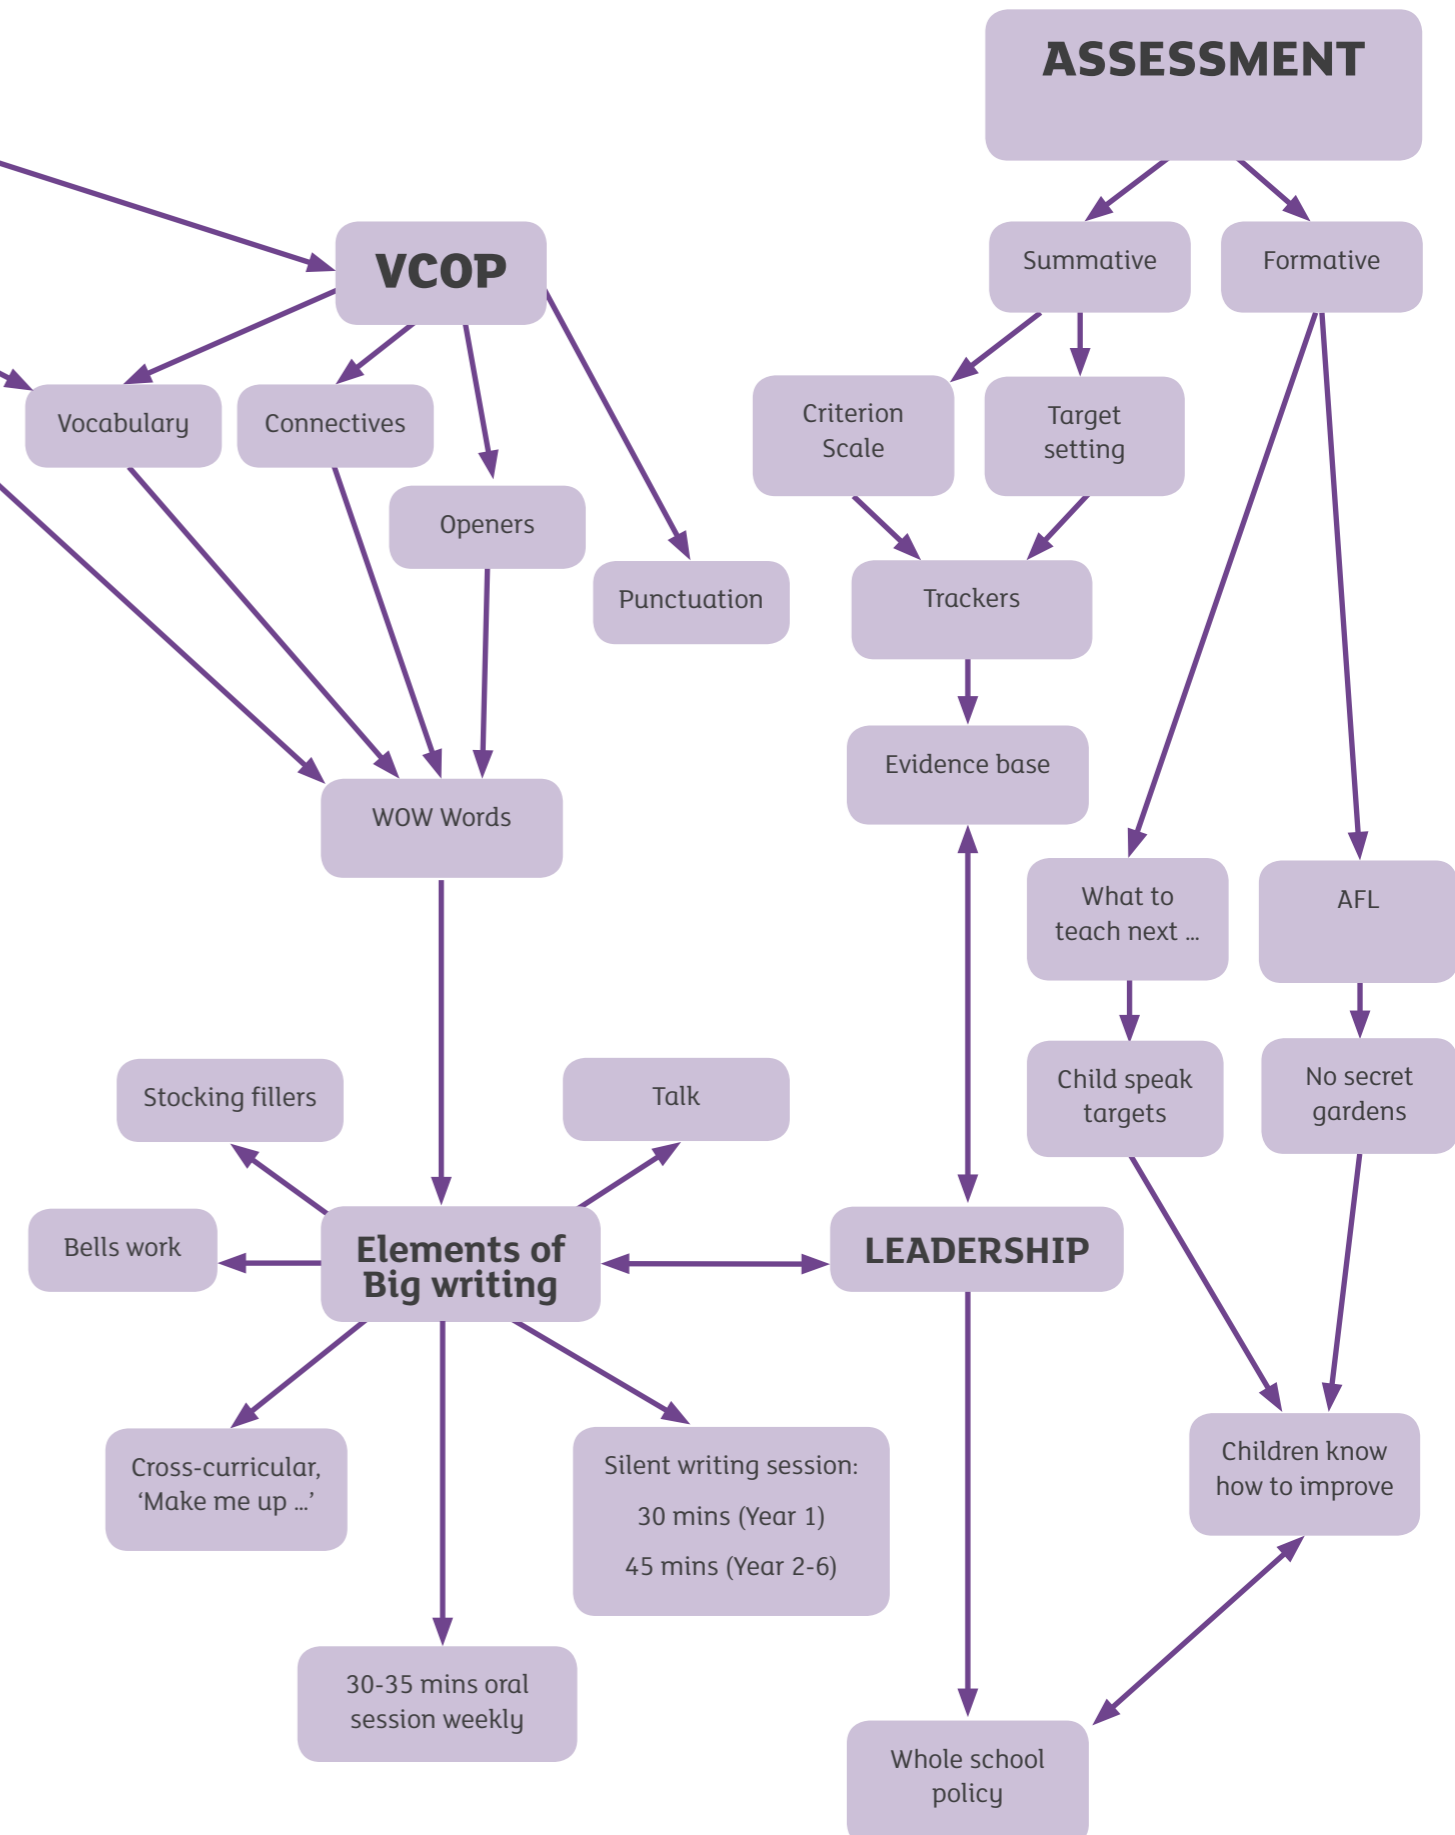 ASSESSMENT
VCOP
Summative
Formative
Vocabulary
Connectives
Criterion
Scale
Target
setting
Openers
Punctuation
Trackers
Evidence base
WOW Words
What to
teach next ...
AFL
Stocking fillers
Talk
Child speak
targets
No secret
gardens
Bells work
Elements of
Big writing
LEADERSHIP
Cross-curricular,
‘Make me up ...’
Silent writing session:
30 mins (Year 1)
45 mins (Year 2-6)
Children know
how to improve
30-35 mins oral
session weekly
Whole school
policy